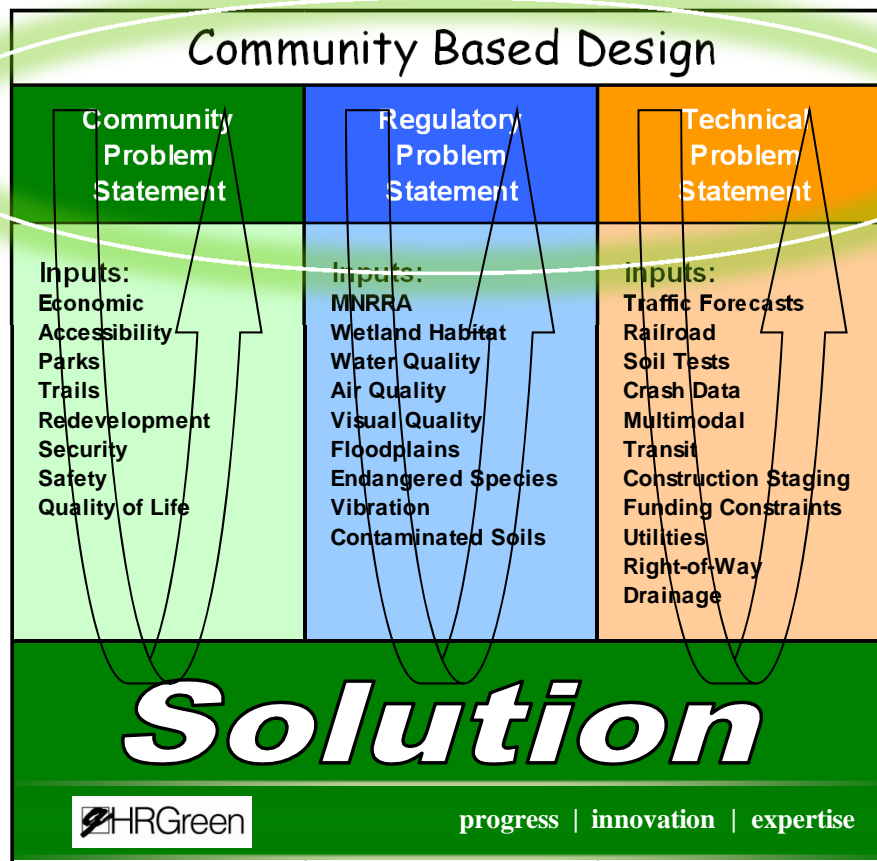 Community Based Design
Community
Problem
Statement
Inputs:
Economic
Accessibility
Parks
Trails
Redevelopment
Security
Safety
Quality of Life
Regulatory
Problem
Statement
Inputs:
MNRRA
Wetland Habitat
Water Quality
Air Quality
Visual Quality
Floodplains
Endangered Species
Vibration
Contaminated Soils
Technical
Problem
Statement
Inputs:
Traffic Forecasts
Railroad
Soil Tests
Crash Data
Multimodal
Transit
Construction Staging
Funding Constraints
Utilities
Right-of-Way
Drainage
Solution
HRGreen
progress | innovation | expertise